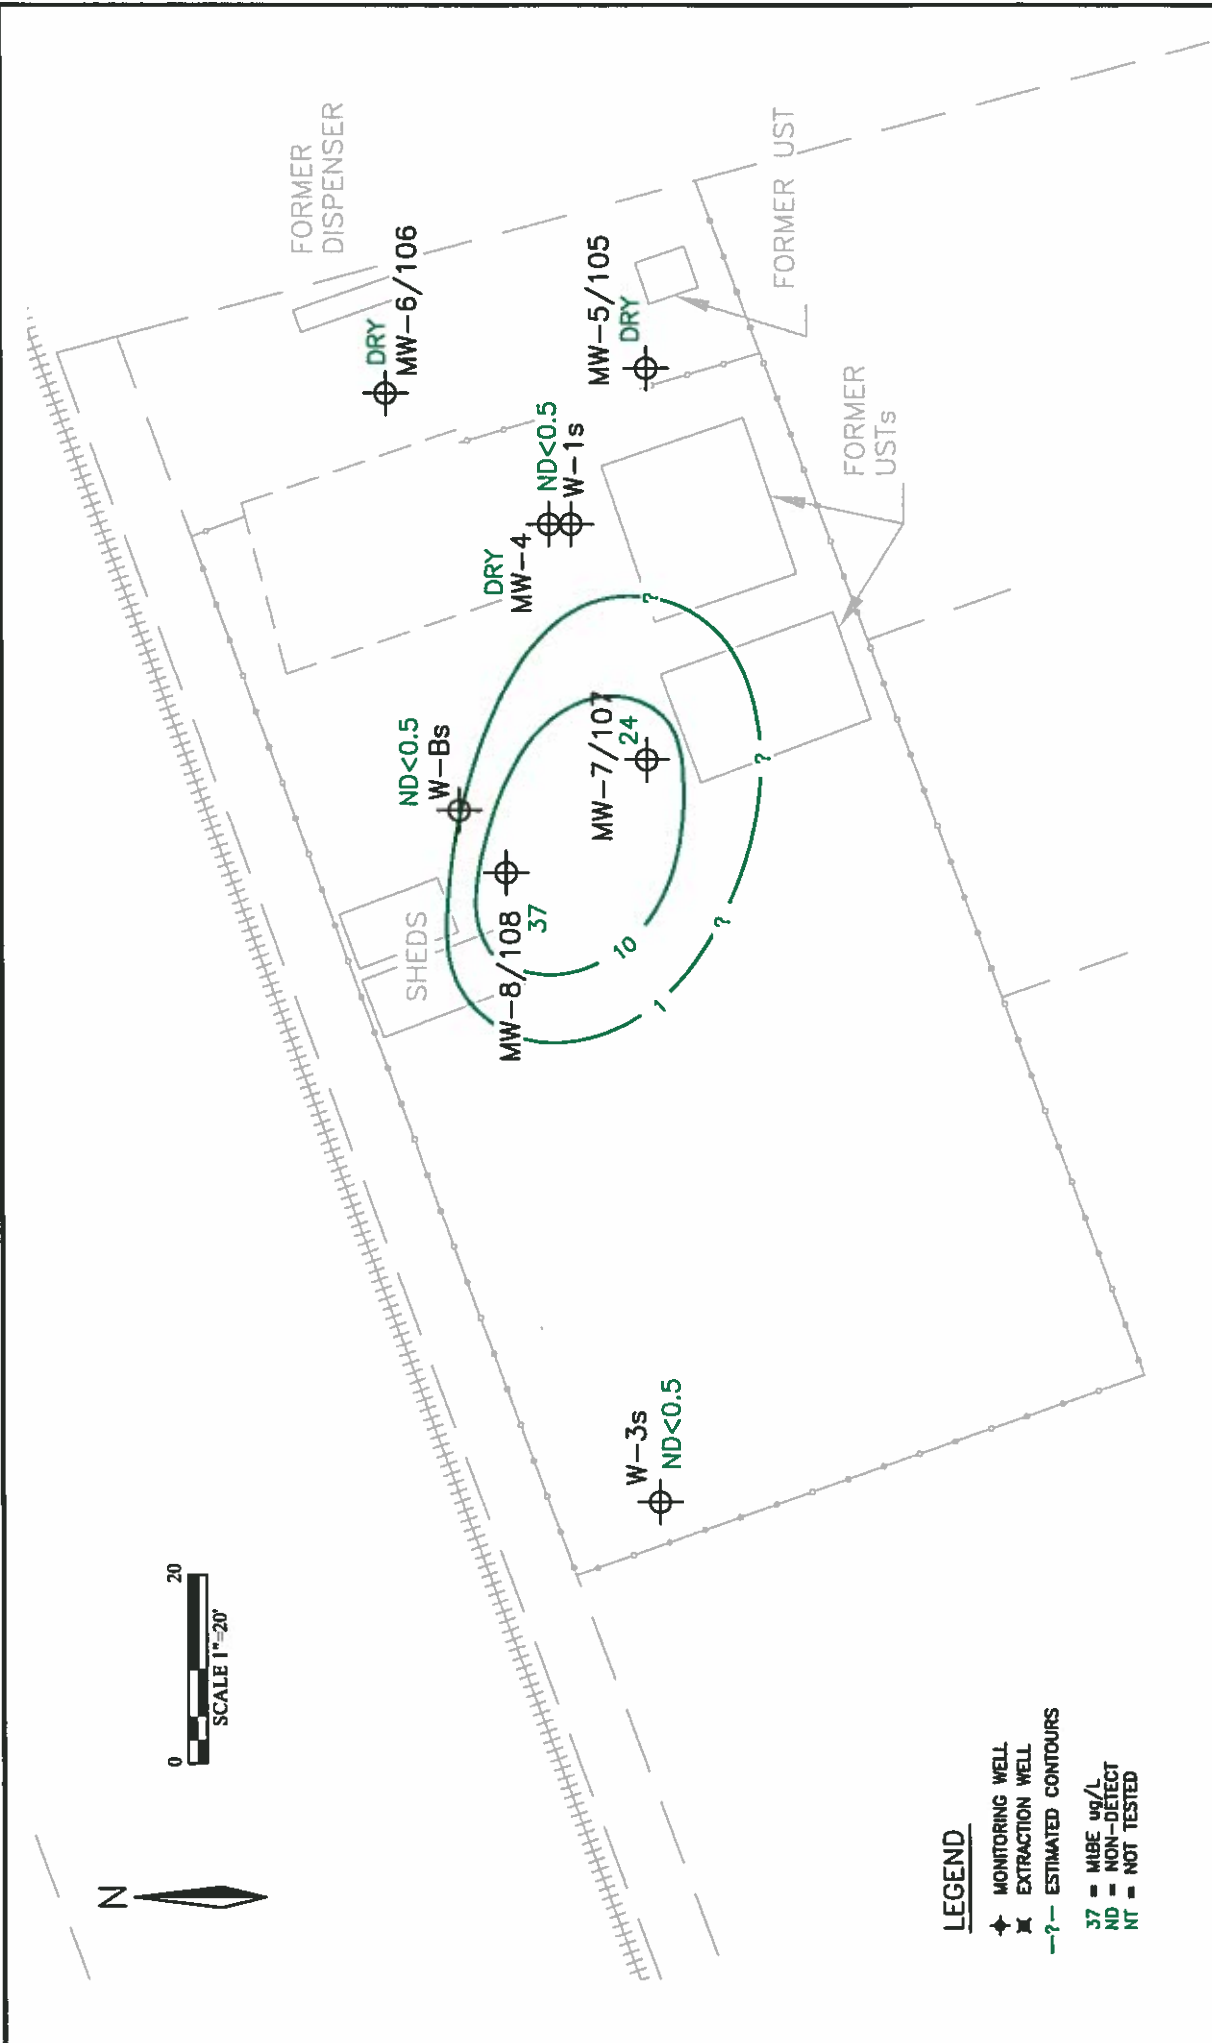 N
0
20
SCALE 1"=20'
LEGEND
MONITORING WELL
EXTRACTION WELL
—?— ESTIMATED CONTOURS
37 = MtBE ug/L
ND = NON-DETECT
NT = NOT TESTED
W-3s
ND<0.5
SHEDS
MW-8/108
37
ND<0.5
W-Bs
MW-7/107
24
10
1
?
?
?
DRY
MW-4
ND<0.5
W-1s
DRY
MW-6/106
MW-5/105
DRY
FORMER
DISPENSER
FORMER UST
FORMER
USTs